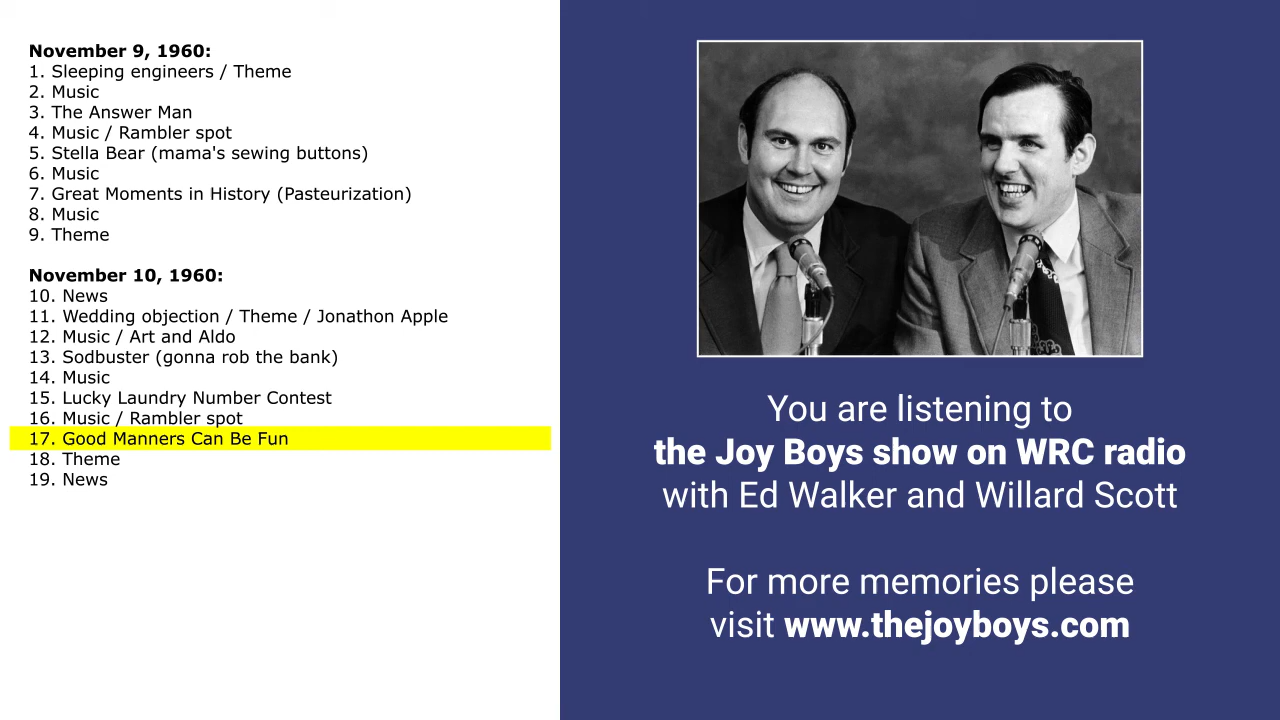 November 9, 1960:
1. Sleeping engineers / Theme
2. Music
3. The Answer Man
4. Music / Rambler spot
5. Stella Bear (mama's sewing buttons)
6. Music
7. Great Moments in History (Pasteurization)
8. Music
9. Theme
November 10, 1960:
10. News
11. Wedding objection / Theme / Jonathon Apple
12. Music / Art and Aldo
13. Sodbuster (gonna rob the bank)
14. Music
15. Lucky Laundry Number Contest
16. Music / Rambler spot
17. Good Manners Can Be Fun
18. Theme
19. News
You are listening to
the Joy Boys show on WRC radio
with Ed Walker and Willard Scott
For more memories please
visit www.thejoyboys.com